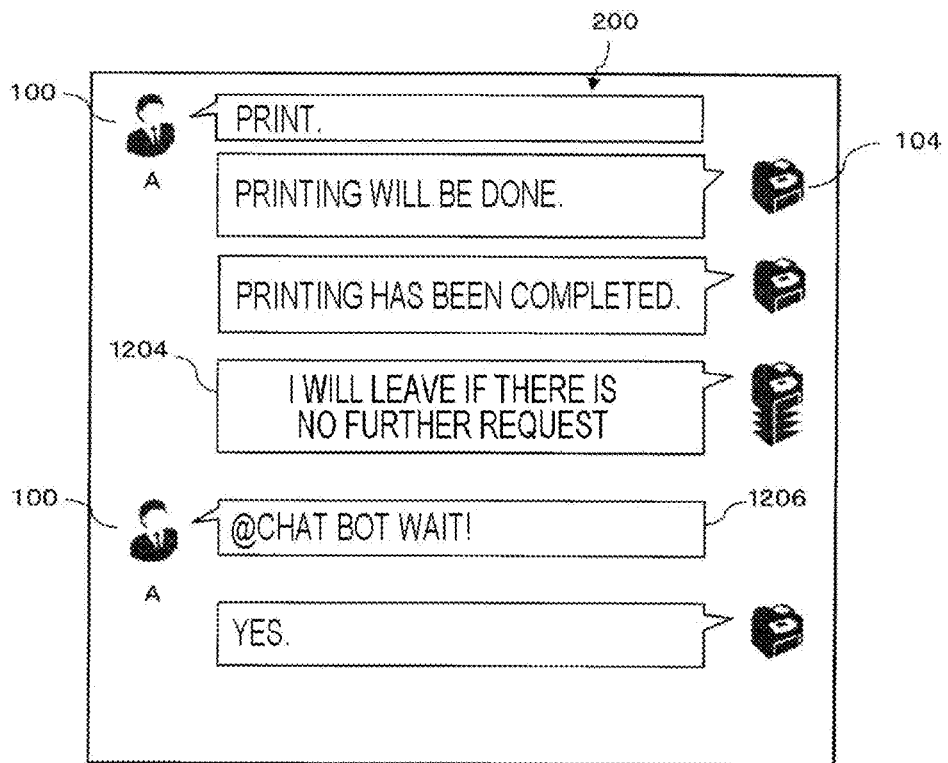 200
100
PRINT.
A
104
PRINTING WILL BE DONE.
PRINTING HAS BEEN COMPLETED.
1204
I WILL LEAVE IF THERE IS
NO FURTHER REQUEST
100
1206
@CHAT BOT WAIT!
A
YES.